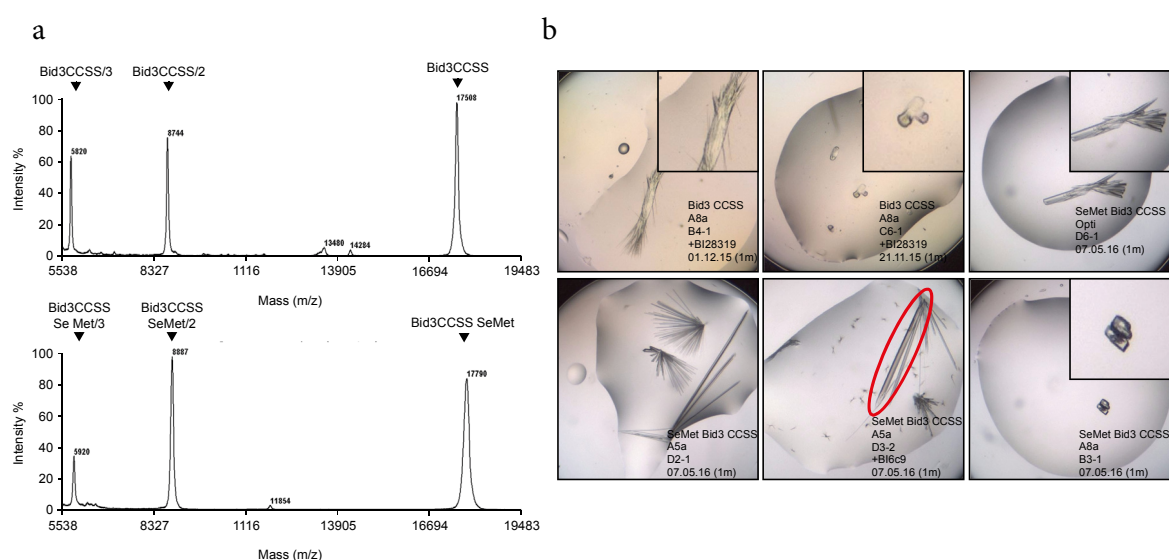 a
Bid3CCSS/3
Bid3CCSS/2
Bid3CCSS
Intensity %
100
80
60
40
20
0
5820
8744
13480
14284
17508
5538
8327
1116
13905
16694
19483
Mass (m/z)
Bid3CCSS
Se Met/3
Bid3CCSS
SeMet/2
Bid3CCSS SeMet
Intensity %
100
80
60
40
20
0
5920
8887
11854
17790
5538
8327
1116
13905
16694
19483
Mass (m/z)
b
Bid3 CCSS
A8a
B4-1
+BI28319
01.12.15 (1m)
Bid3 CCSS
A8a
C6-1
+BI28319
21.11.15 (1m)
SeMet Bid3 CCSS
Opti
D6-1
07.05.16 (1m)
SeMet Bid3 CCSS
A5a
D2-1
07.05.16 (1m)
SeMet Bid3 CCSS
A5a
D3-2
+BI6c9
07.05.16 (1m)
SeMet Bid3 CCSS
A8a
B3-1
07.05.16 (1m)